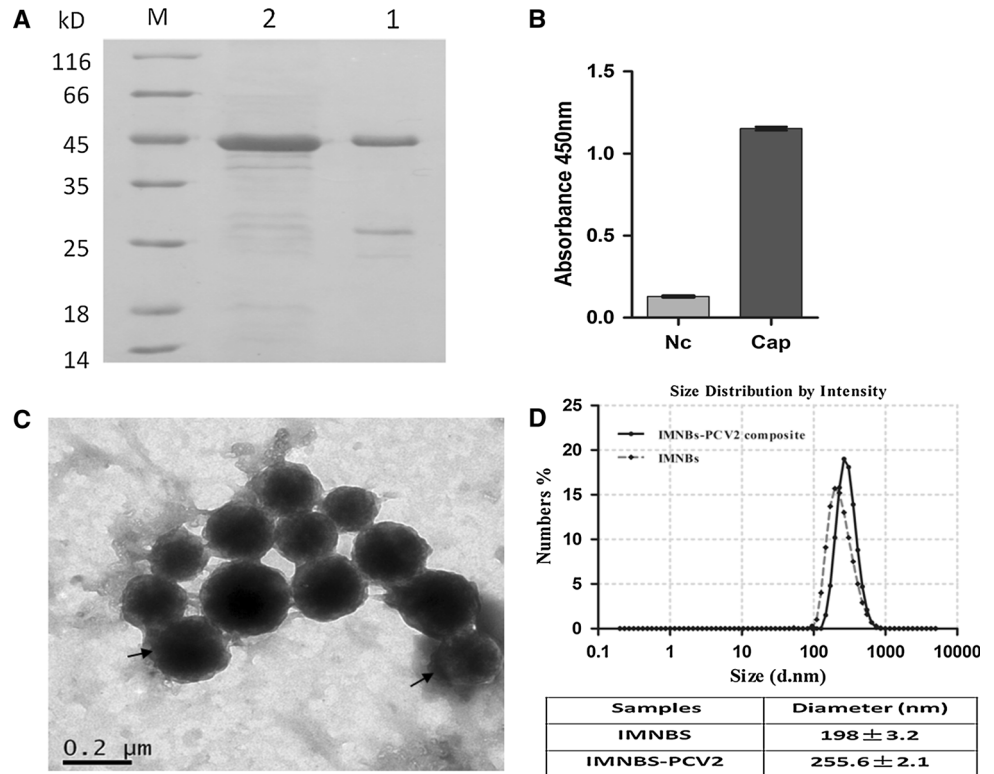 A
kD
M
2
1
116
66
45
35
25
18
14
B
Absorbance 450nm
1.5
1.0
0.5
0.0
Nc
Cap
C
0.2 µm
D
Size Distribution by Intensity
Numbers %
25
20
15
10
5
0
IMNBs-PCV2 composite
IMNBs
0.1 1 10 100 1000 10000
Size (d.nm)
Samples Diameter (nm)
IMNBS 198±3.2
IMNBS-PCV2 255.6±2.1